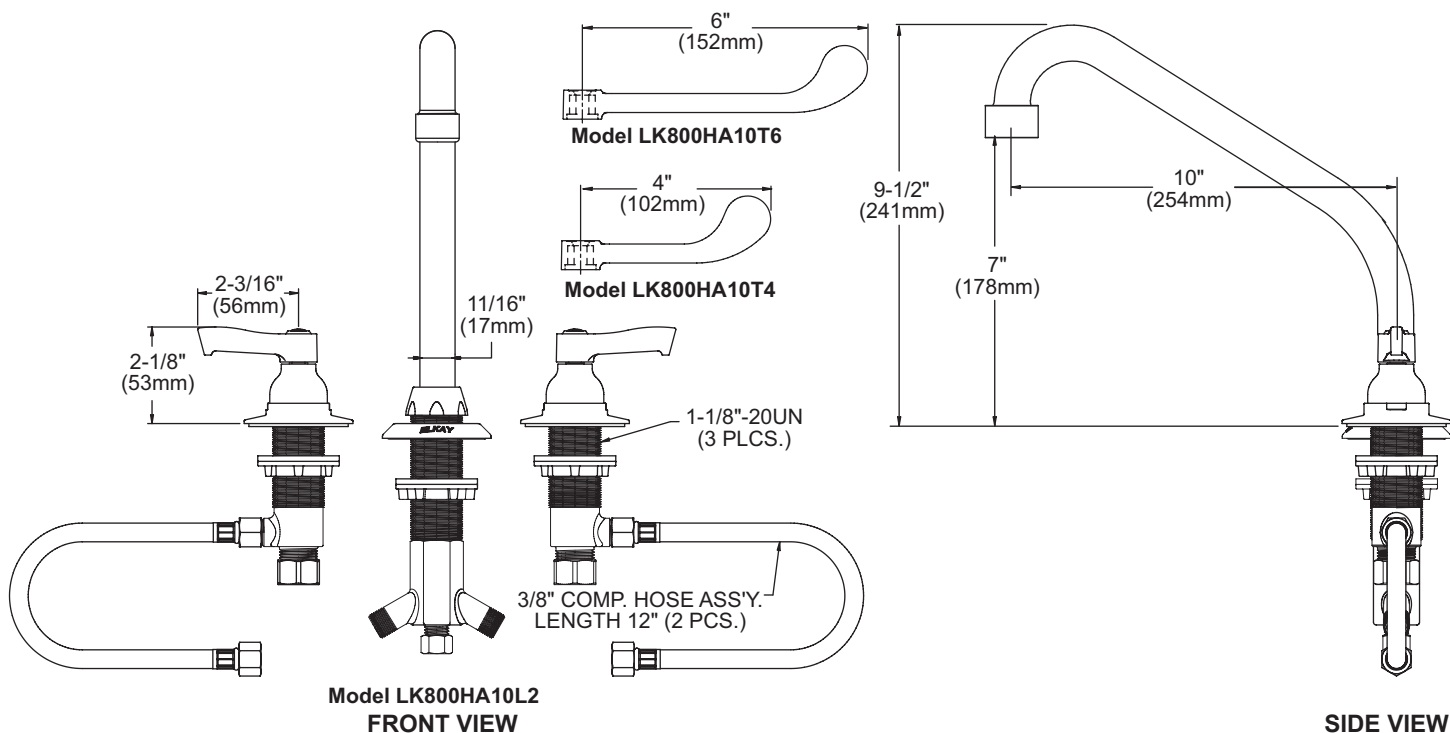 6"
(152mm)
Model LK800HA10T6
4"
(102mm)
Model LK800HA10T4
2-3/16"
(56mm)
2-1/8"
(53mm)
11/16"
(17mm)
ELKAY
1-1/8"-20UN
(3 PLCS.)
3/8" COMP. HOSE ASS'Y.
LENGTH 12" (2 PCS.)
Model LK800HA10L2
FRONT VIEW
9-1/2"
(241mm)
10"
(254mm)
7"
(178mm)
SIDE VIEW